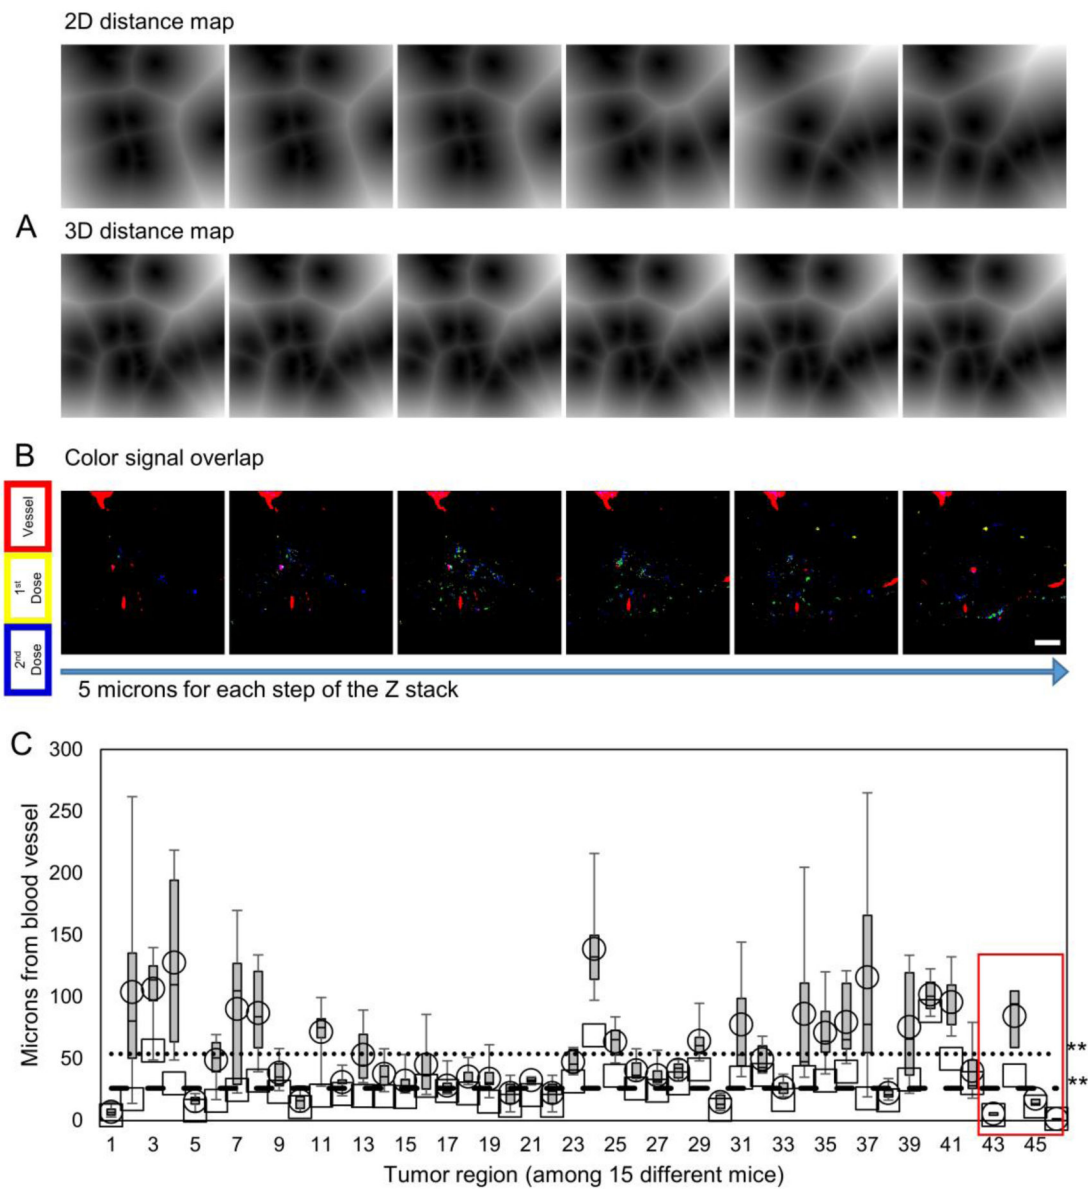 2D distance map
A
3D distance map
B
Color signal overlap
Vessel
1st Dose
2nd Dose
5 microns for each step of the Z stack
C
300
250
200
150
100
50
0
Microns from blood vessel
**
**
1 3 5 7 9 11 13 15 17 19 21 23 25 27 29 31 33 35 37 39 41 43 45
Tumor region (among 15 different mice)